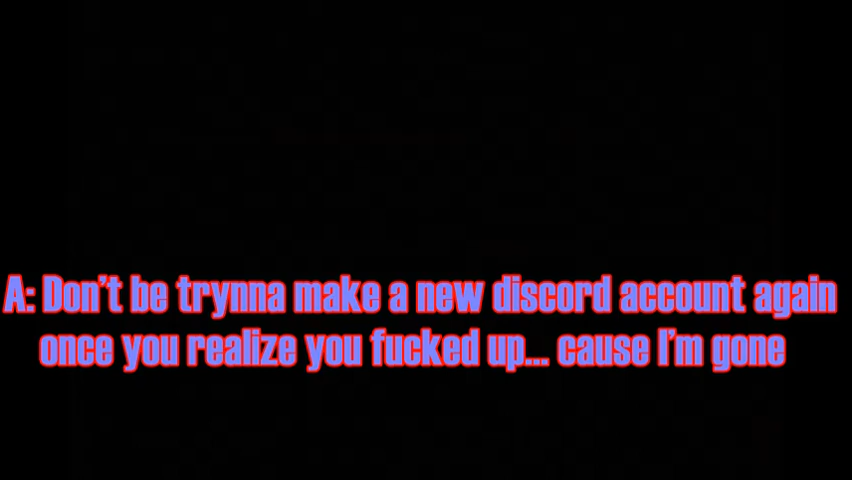 A: Don't be trynna make a new discord account again
once you realize you fucked up... cause I'm gone